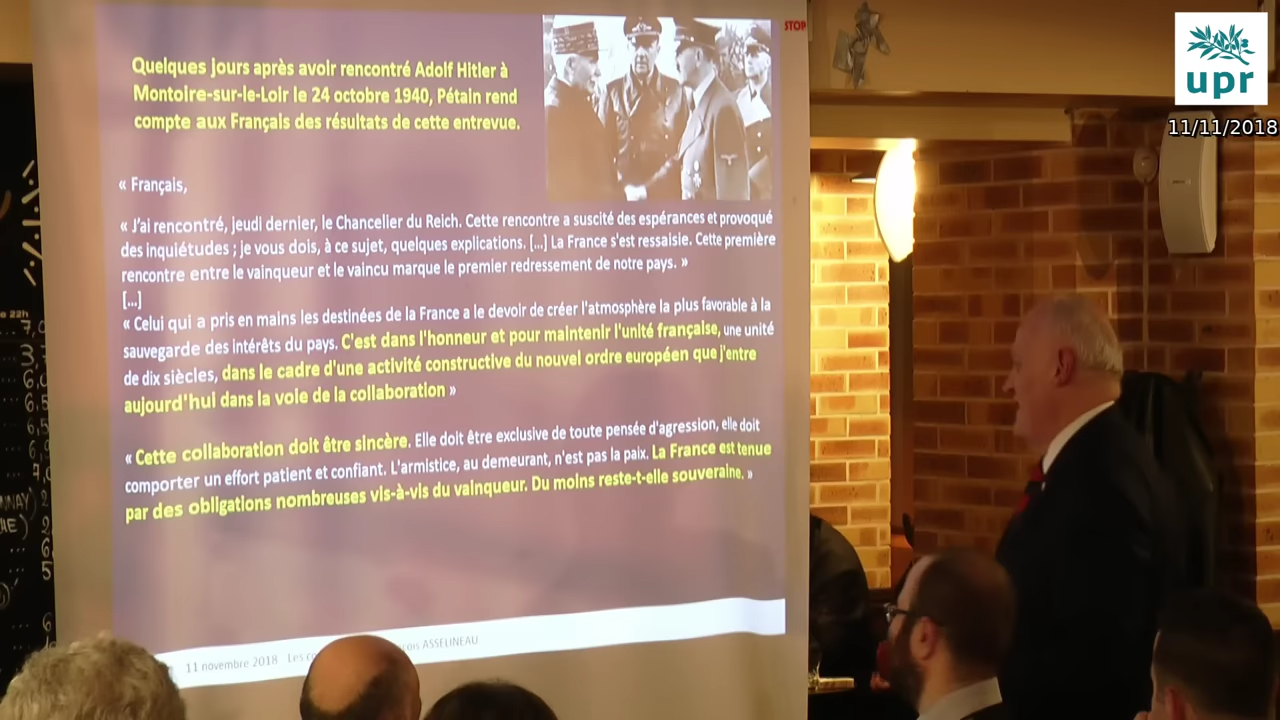 STOP
upr
11/11/2018
Quelques jours après avoir rencontré Adolf Hitler à
Montoire-sur-le-Loir le 24 octobre 1940, Pétain rend
compte aux Français des résultats de cette entrevue.
« Français,
« J'ai rencontré, jeudi dernier, le Chancelier du Reich. Cette rencontre a suscité des espérances et provoqué
des inquiétudes ; je vous dois, à ce sujet, quelques explications. [...] La France s'est ressaisie. Cette première
rencontre entre le vainqueur et le vaincu marque le premier redressement de notre pays. »
[...]
« Celui qui a pris en mains les destinées de la France a le devoir de créer l'atmosphère la plus favorable à la
sauvegarde des intérêts du pays. C'est dans l'honneur et pour maintenir l'unité française, une unité
de dix siècles, dans le cadre d'une activité constructive du nouvel ordre européen que j'entre
aujourd'hui dans la voie de la collaboration »
« Cette collaboration doit être sincère. Elle doit être exclusive de toute pensée d'agression, elle doit
comporter un effort patient et confiant. L'armistice, au demeurant, n'est pas la paix. La France est tenue
par des obligations nombreuses vis-à-vis du vainqueur. Du moins reste-t-elle souveraine. »
11 novembre 2018 Les ASSELINEAU
22h